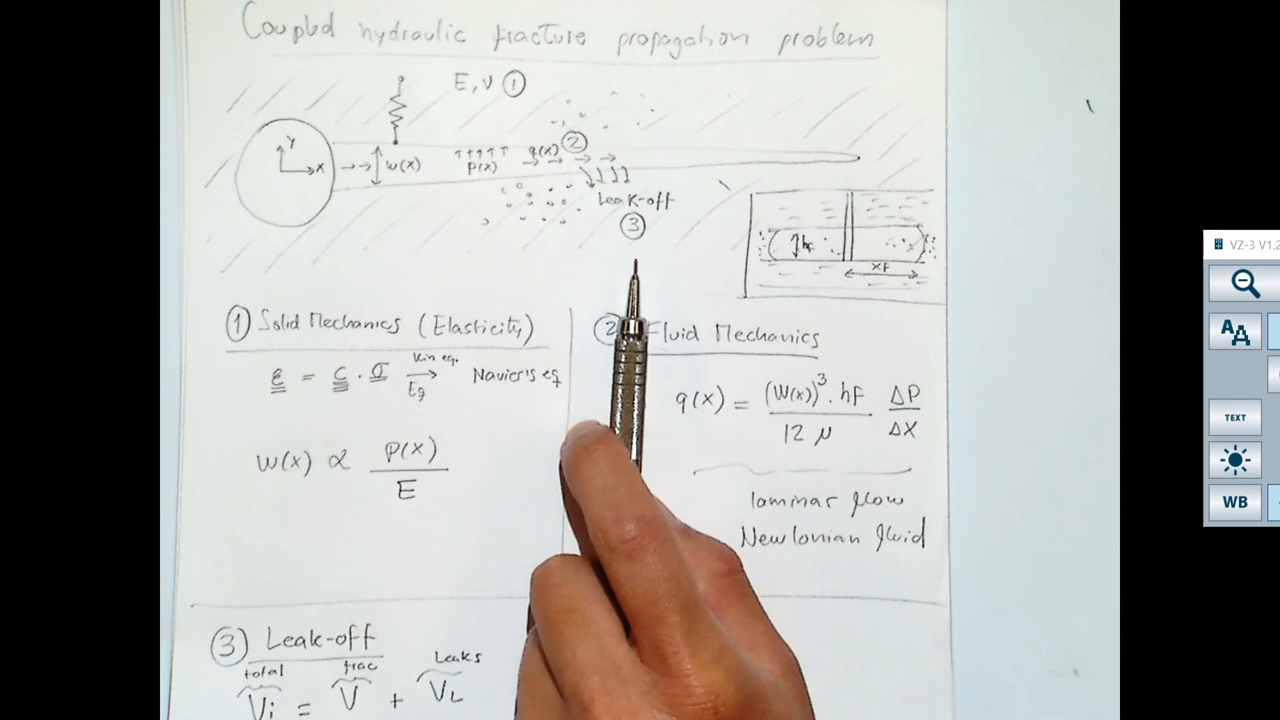 Coupled hydraulic fracture propagation problem
E, ν ①
Y
X
w(x)
P(x)
q(x)
②
Leak-off
③
hf
xf
① Solid Mechanics (Elasticity)
ε = C · σ Kin eq. → Eq Navier's eq
w(x) ∝ P(x) / E
② Fluid Mechanics
q(x) = (W(x))³ · hf / 12 μ ΔP / ΔX
laminar flow
Newtonian fluid
③ Leak-off
total frac Leaks
Vi = V + VL
VZ-3 V1.2
AA
TEXT
WB